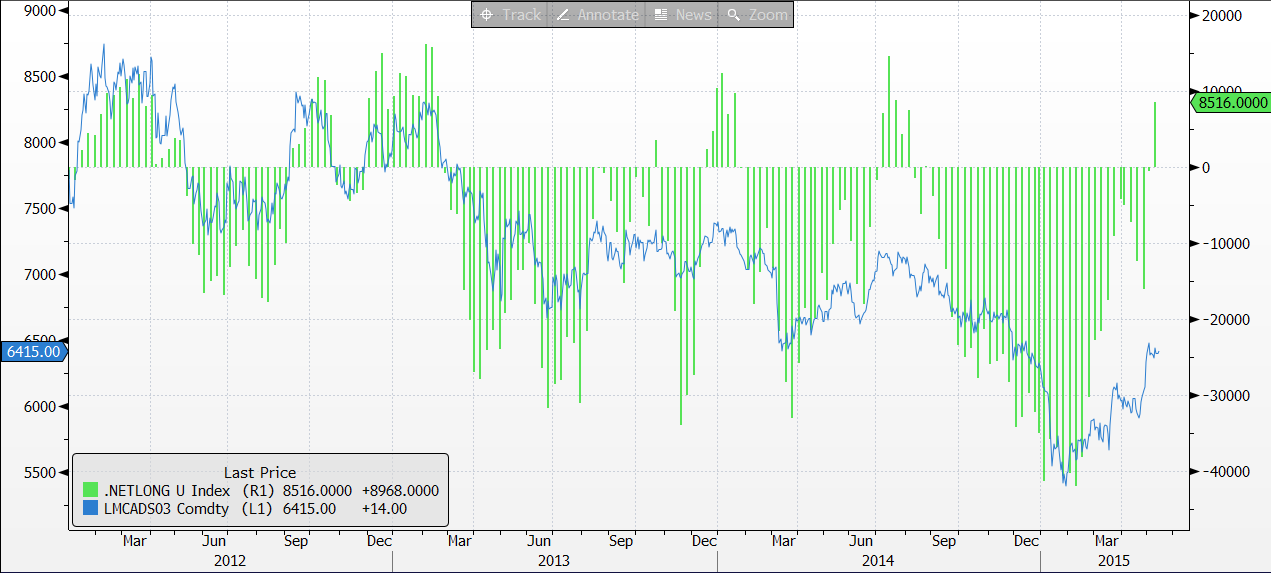 Track Annotate News Zoom
9000
8500
8000
7500
7000
6500
6415.00
6000
5500
20000
10000
8516.0000
0
-10000
-20000
-30000
-40000
Last Price
.NETLONG U Index (R1) 8516.0000 +8968.0000
LMCADS03 Comdty (L1) 6415.00 +14.00
Mar Jun Sep Dec Mar Jun Sep Dec Mar Jun Sep Dec Mar
2012 2013 2014 2015